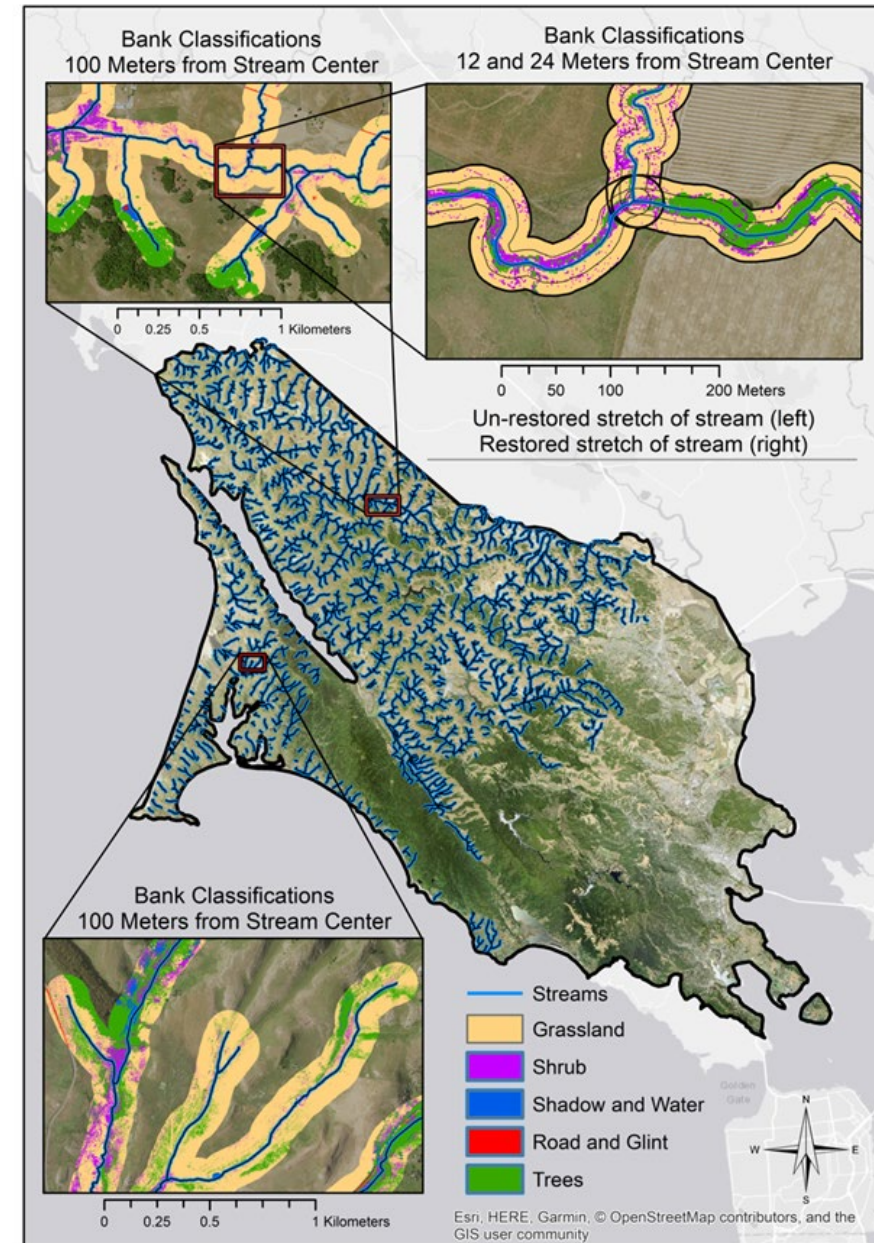 Bank Classifications
100 Meters from Stream Center
Bank Classifications
12 and 24 Meters from Stream Center
0 0.25 0.5 1 Kilometers
0 50 100 200 Meters
Un-restored stretch of stream (left)
Restored stretch of stream (right)
Bank Classifications
100 Meters from Stream Center
0 0.25 0.5 1 Kilometers
Streams
Grassland
Shrub
Shadow and Water
Road and Glint
Trees
Golden
Gate
N
W E
S
Esri, HERE, Garmin, © OpenStreetMap contributors, and the
GIS user community